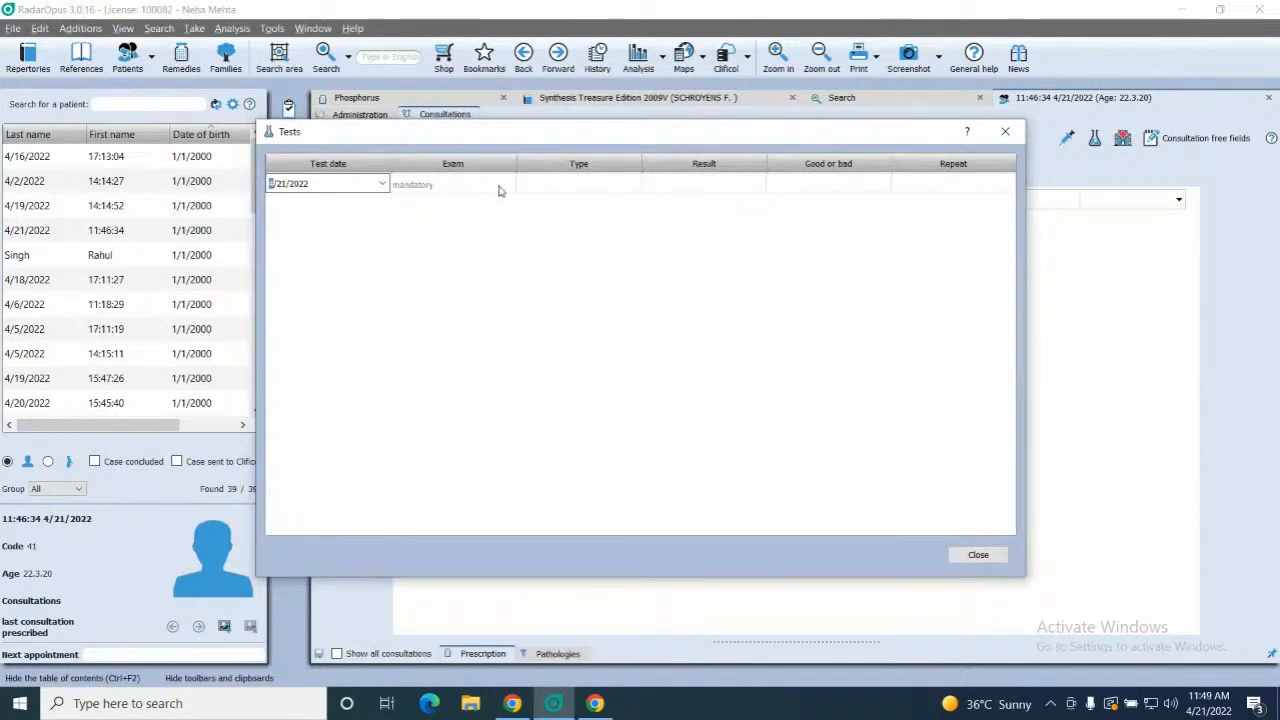 RadarOpus 3.0.16 - License: 100082 - Neha Mehta
File Edit Additions View Search Take Analysis Tools Window Help
Type in English
Repertories References Patients Remedies Families Search area Search Shop Bookmarks Back Forward History Analysis Maps Clificol Zoom in Zoom out Print Screenshot General help News
Search for a patient:
Phosphorus Synthesis Treasure Edition 2009V (SCHROYENS F. ) Search 11:46:34 4/21/2022 (Age: 22.3.20)
Administration Consultations
Last name First name Date of birth
Consultation free fields
4/16/2022 17:13:04 1/1/2000
4/2/2022 14:14:27 1/1/2000
4/19/2022 14:14:52 1/1/2000
4/21/2022 11:46:34 1/1/2000
Singh Rahul 1/1/2000
4/18/2022 17:11:27 1/1/2000
4/6/2022 11:18:29 1/1/2000
4/5/2022 17:11:19 1/1/2000
4/5/2022 14:15:11 1/1/2000
4/19/2022 15:47:26 1/1/2000
4/20/2022 15:45:40 1/1/2000
Case concluded Case sent to Clific
Group All Found 39 / 39
11:46:34 4/21/2022
Code 41
Age 22.3.20
Consultations
last consultation
prescribed
Next appointment
Tests
Test date Exam Type Result Good or bad Repeat
4/21/2022 mandatory
Close
Show all consultations Prescription Pathologies
Activate Windows
Go to Settings to activate Windows.
Hide the table of contents (Ctrl+F2) Hide toolbars and clipboards
Type here to search
36°C Sunny
11:49 AM
4/21/2022
3